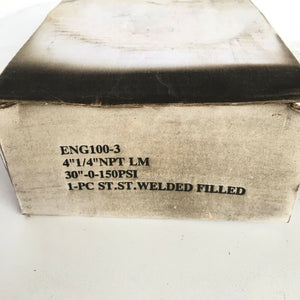 ENG100-3
4"1/4"NPT LM
30"-0-150PSI
1-PC ST.ST.WELDED FILLED